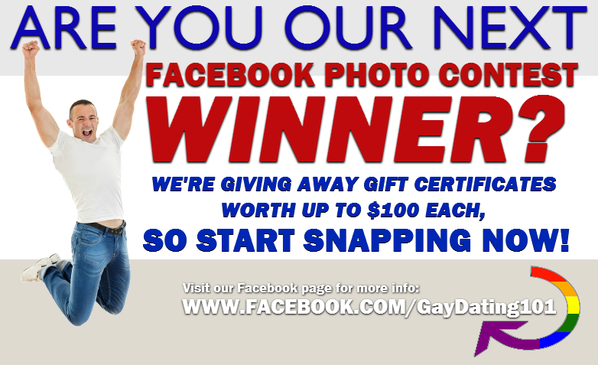 ARE YOU OUR NEXT
FACEBOOK PHOTO CONTEST
WINNER?
WE'RE GIVING AWAY GIFT CERTIFICATES
WORTH UP TO $100 EACH,
SO START SNAPPING NOW!
Visit our Facebook page for more info:
WWW.FACEBOOK.COM/GayDating101